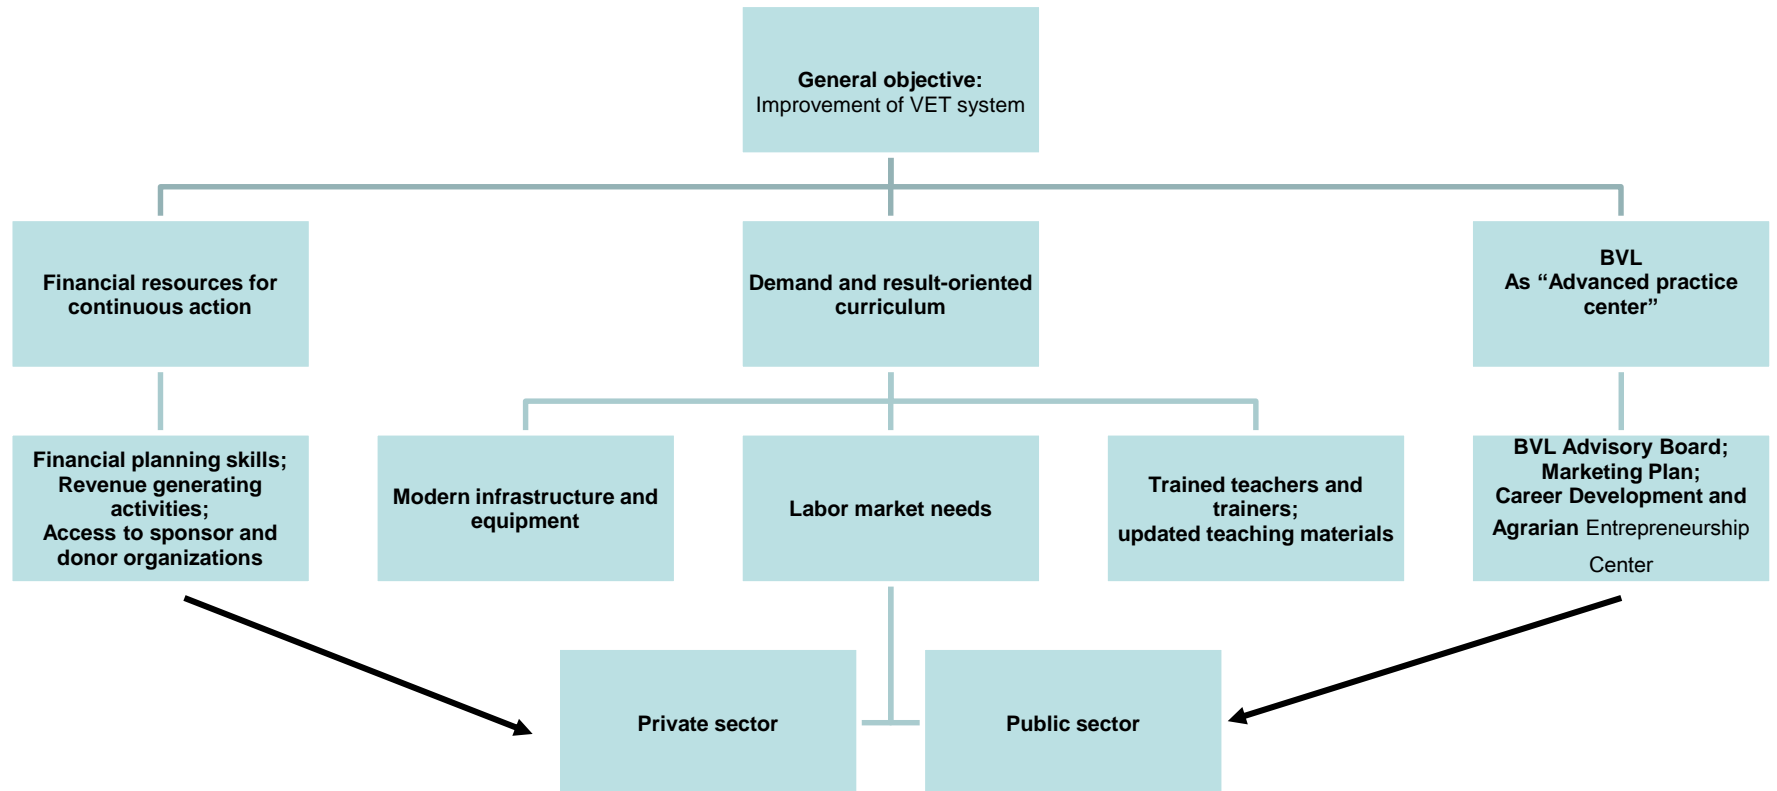 General objective:
Improvement of VET system
Financial resources for
continuous action
Demand and result-oriented
curriculum
BVL
As “Advanced practice
center”
Financial planning skills;
Revenue generating
activities;
Access to sponsor and
donor organizations
Modern infrastructure and
equipment
Labor market needs
Trained teachers and
trainers;
updated teaching materials
BVL Advisory Board;
Marketing Plan;
Career Development and
Agrarian Entrepreneurship
Center
Private sector
Public sector